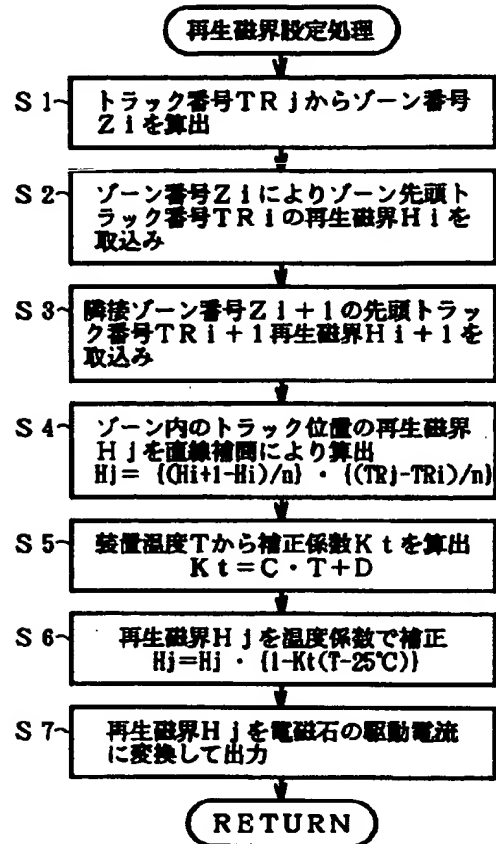 再生磁界設定処理
S1
トラック番号TRjからゾーン番号
Ziを算出
S2
ゾーン番号Ziによりゾーン先頭ト
ラック番号TRiの再生磁界Hiを
取込み
S3
隣接ゾーン番号Zi+1の先頭トラッ
ク番号TRi+1再生磁界Hi+1を
取込み
S4
ゾーン内のトラック位置の再生磁界
Hjを直線補間により算出
Hj= {(Hi+1-Hi)/n} · {(TRj-TRi)/n}
S5
装置温度Tから補正係数Ktを算出
Kt=C·T+D
S6
再生磁界Hjを温度係数で補正
Hj=Hj · {1-Kt(T-25℃)}
S7
再生磁界Hjを電磁石の駆動電流
に変換して出力
RETURN